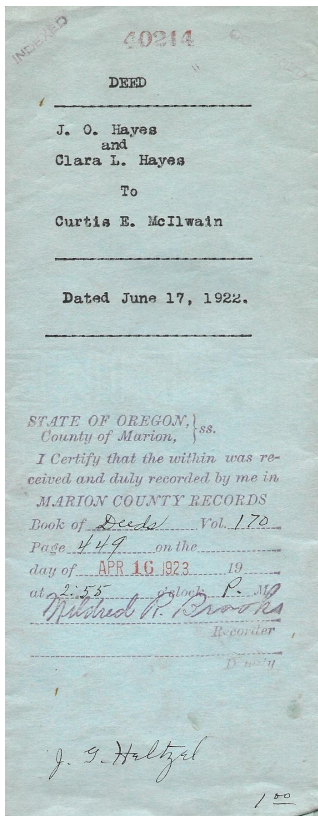 INDEXED
40214
DEED
J. O. Hayes
and
Clara L. Hayes
To
Curtis E. McIlwain
Dated June 17, 1922.
STATE OF OREGON, } ss.
County of Marion,
I Certify that the within was re-
ceived and duly recorded by me in
MARION COUNTY RECORDS
Book of Deeds Vol. 170
Page 449 on the
day of APR 16 1923 19
at 2:55 o'clock P. M.
Mildred R. Brooks
Recorder
Deputy
J. G. Heltzel
1 00